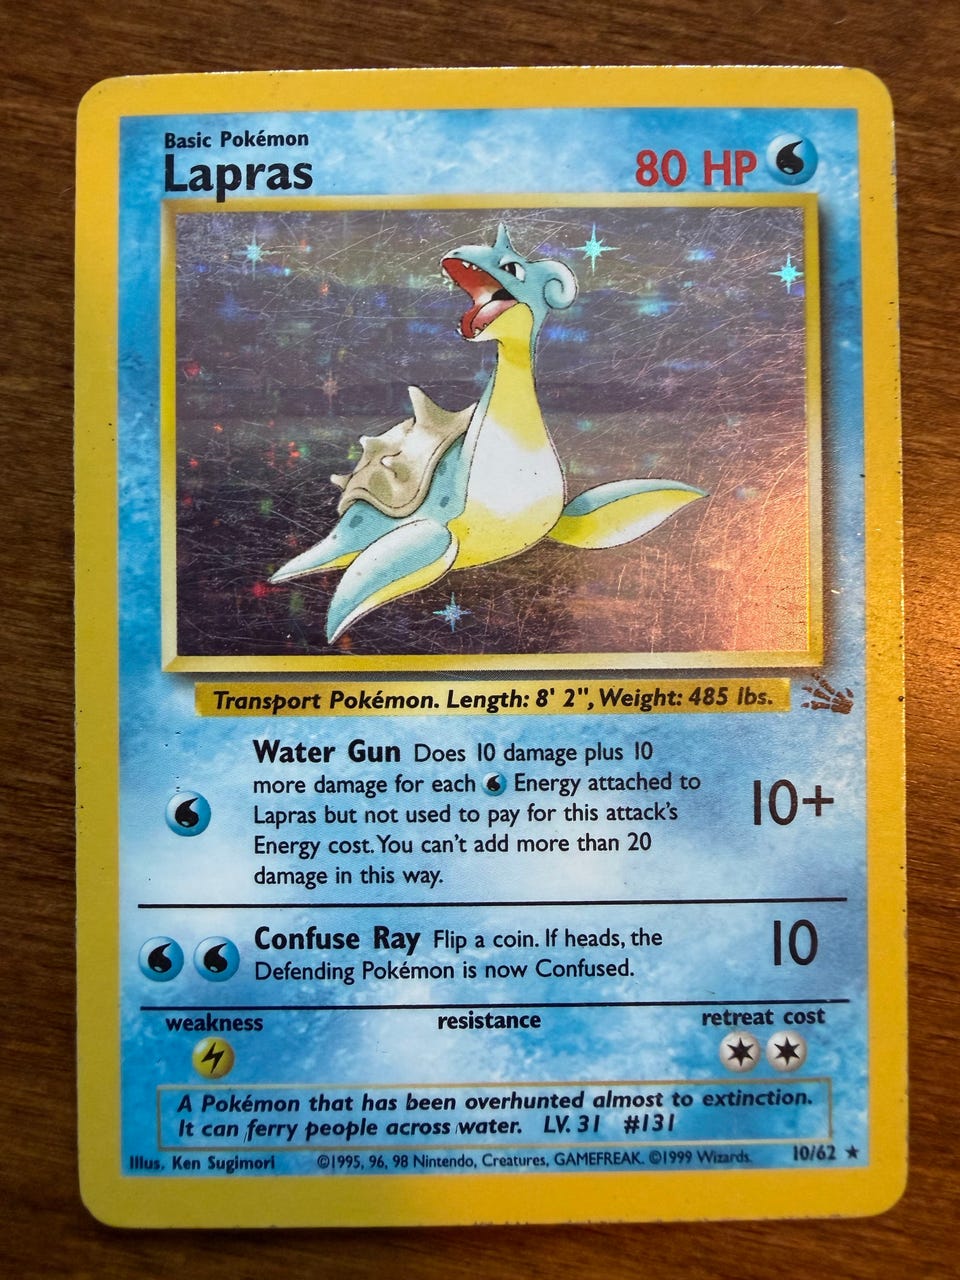 Basic Pokémon
Lapras
80 HP
Transport Pokémon. Length: 8' 2", Weight: 485 lbs.
Water Gun Does 10 damage plus 10
more damage for each Energy attached to
Lapras but not used to pay for this attack's
Energy cost. You can't add more than 20
damage in this way.
10+
Confuse Ray Flip a coin. If heads, the
Defending Pokémon is now Confused.
10
weakness
resistance
retreat cost
A Pokémon that has been overhunted almost to extinction.
It can ferry people across water. LV. 31 #131
Illus. Ken Sugimori ©1995, 96, 98 Nintendo, Creatures, GAMEFREAK. ©1999 Wizards. 10/62 ★